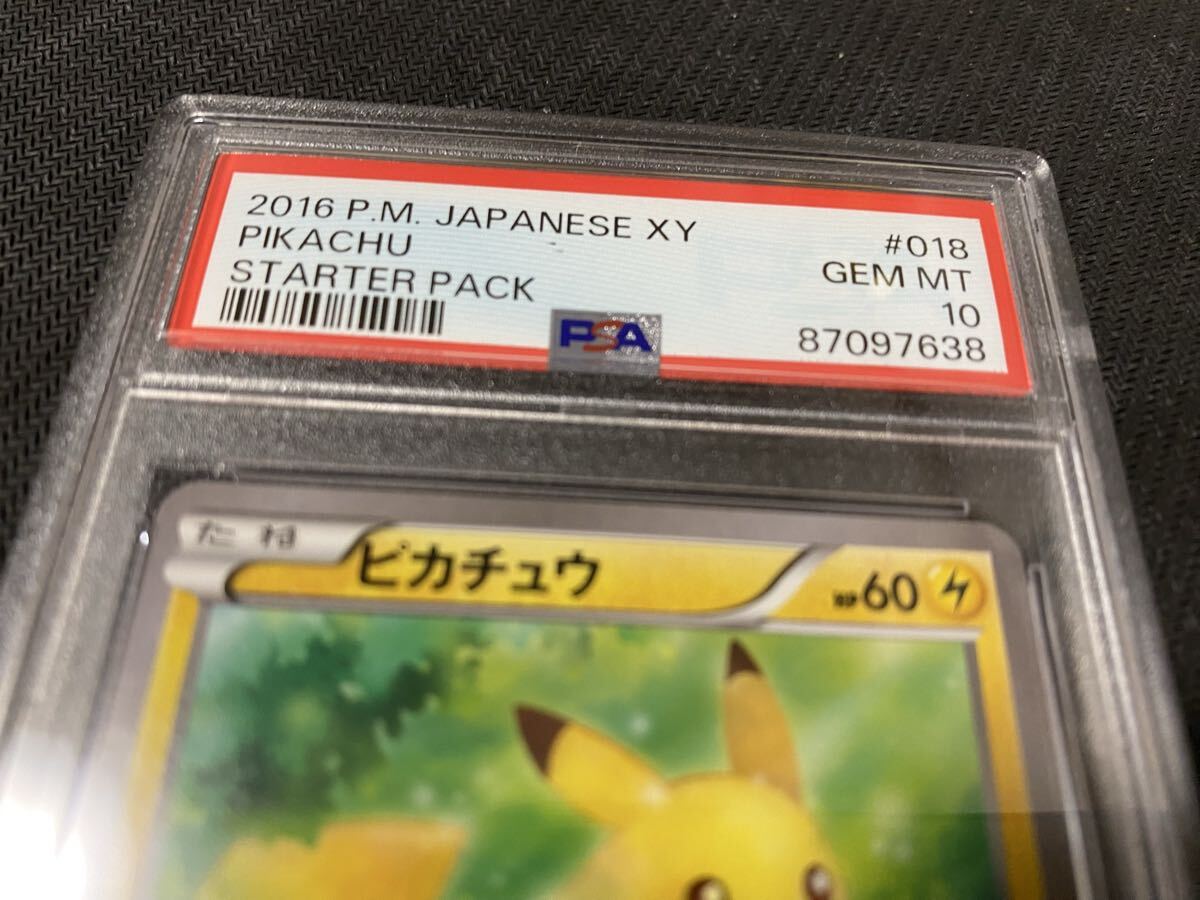 2016 P.M. JAPANESE XY #018
PIKACHU GEM MT
STARTER PACK 10
PSA 87097638
たね ピカチュウ HP60